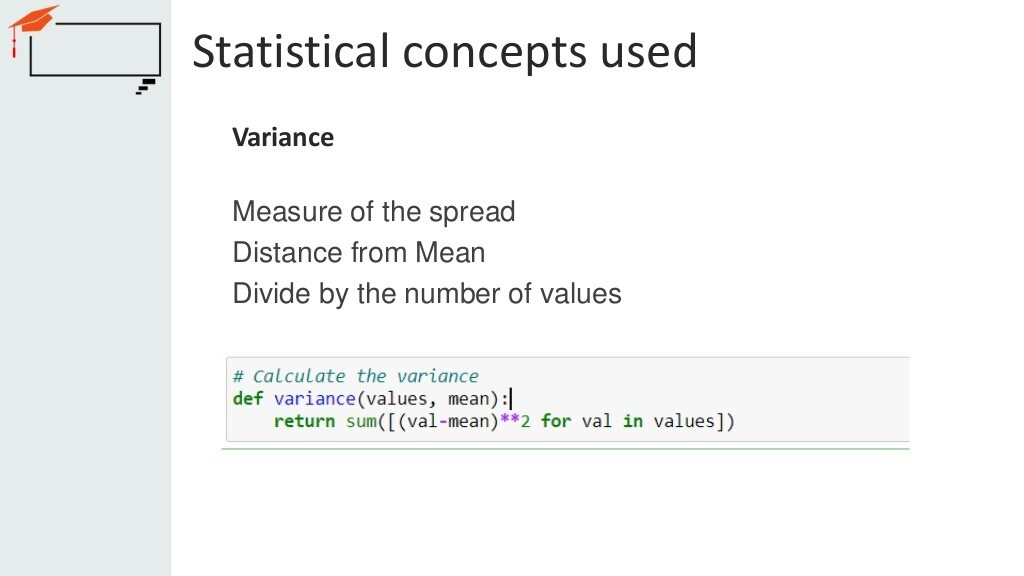 Statistical concepts used
Variance
Measure of the spread
Distance from Mean
Divide by the number of values
# Calculate the variance
def variance(values, mean):
    return sum([(val-mean)**2 for val in values])